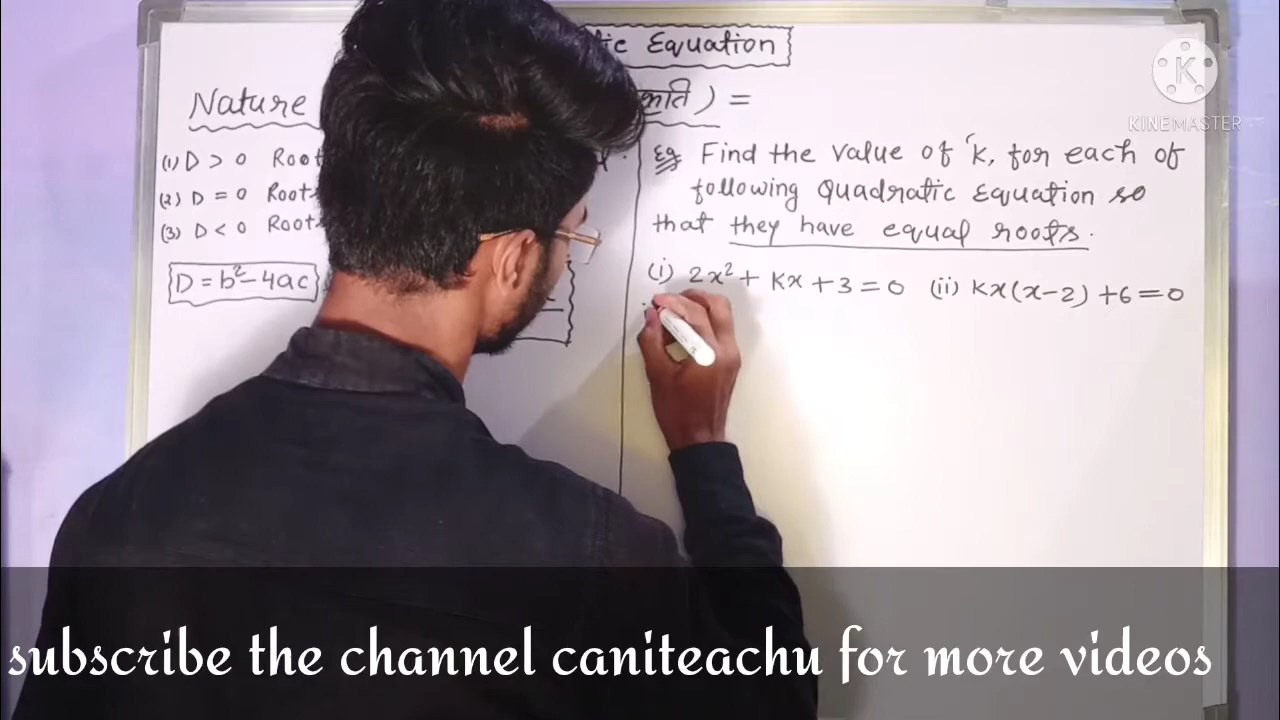 tic Equation
Nature कृति ) =
(1) D > 0 Root
(2) D = 0 Roots
(3) D < 0 Roots
D = b²-4ac
Eg Find the Value of 'K, for each of
following Quadratic Equation so
that they have equal roots.
(i) 2x² + Kx + 3 = 0 (ii) Kx(x-2) + 6 = 0
K
KINEMASTER
subscribe the channel caniteachu for more videos